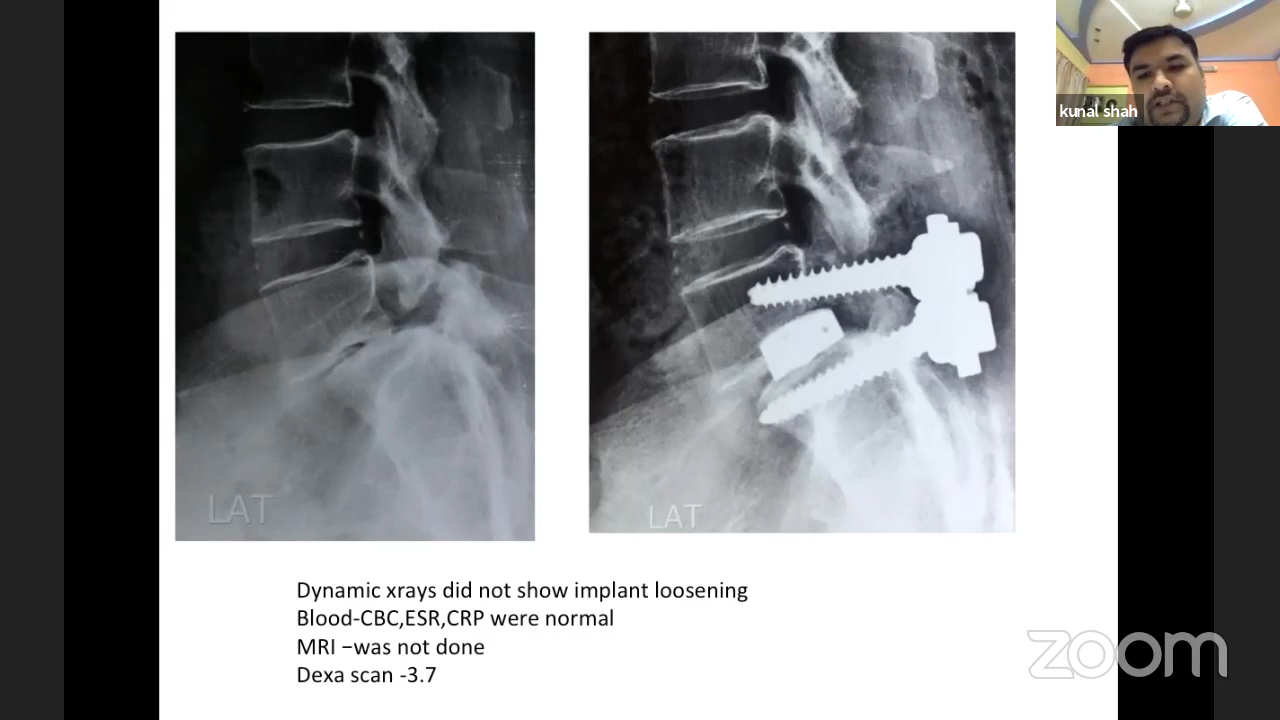 kunal shah
LAT
LAT
Dynamic xrays did not show implant loosening
Blood-CBC,ESR,CRP were normal
MRI –was not done
Dexa scan -3.7
zoom